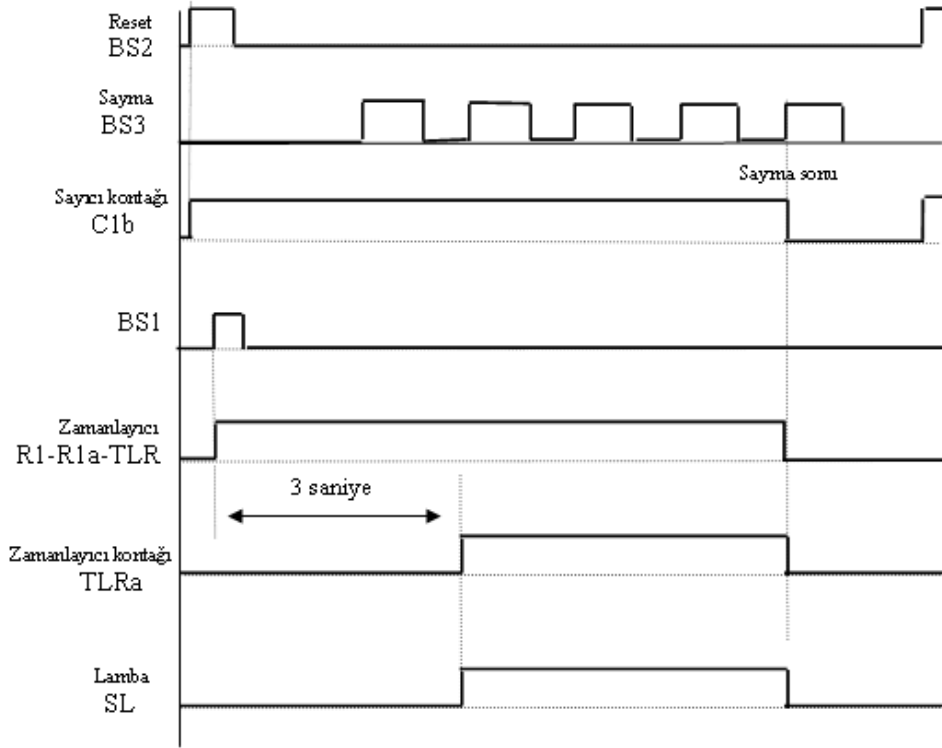 Reset
BS2
Sayma
BS3
Sayma sonu
Sayıcı kontağı
C1b
BS1
Zamanlayıcı
R1-R1a-TLR
3 saniye
Zamanlayıcı kontağı
TLRa
Lamba
SL